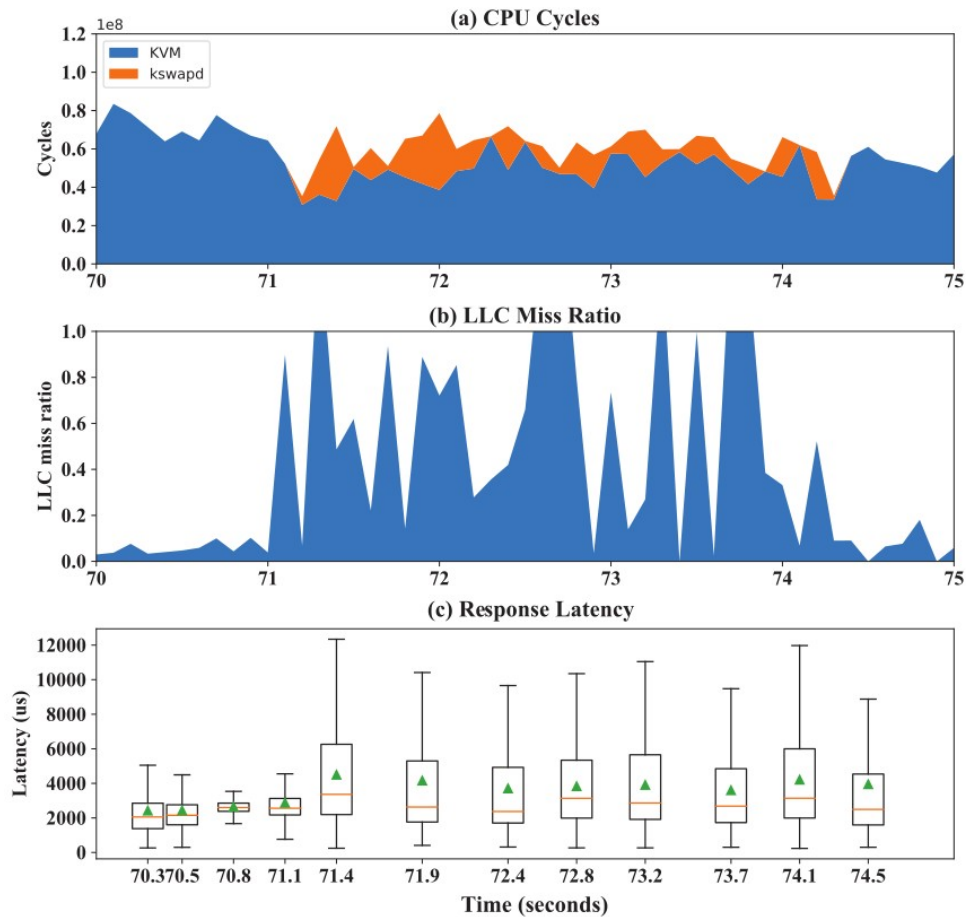 (a) CPU Cycles
1e8
1.2
1.0
0.8
0.6
0.4
0.2
0.0
Cycles
KVM
kswapd
70 71 72 73 74 75
(b) LLC Miss Ratio
1.0
0.8
0.6
0.4
0.2
0.0
LLC miss ratio
70 71 72 73 74 75
(c) Response Latency
12000
10000
8000
6000
4000
2000
0
Latency (us)
70.3 70.5 70.8 71.1 71.4 71.9 72.4 72.8 73.2 73.7 74.1 74.5
Time (seconds)